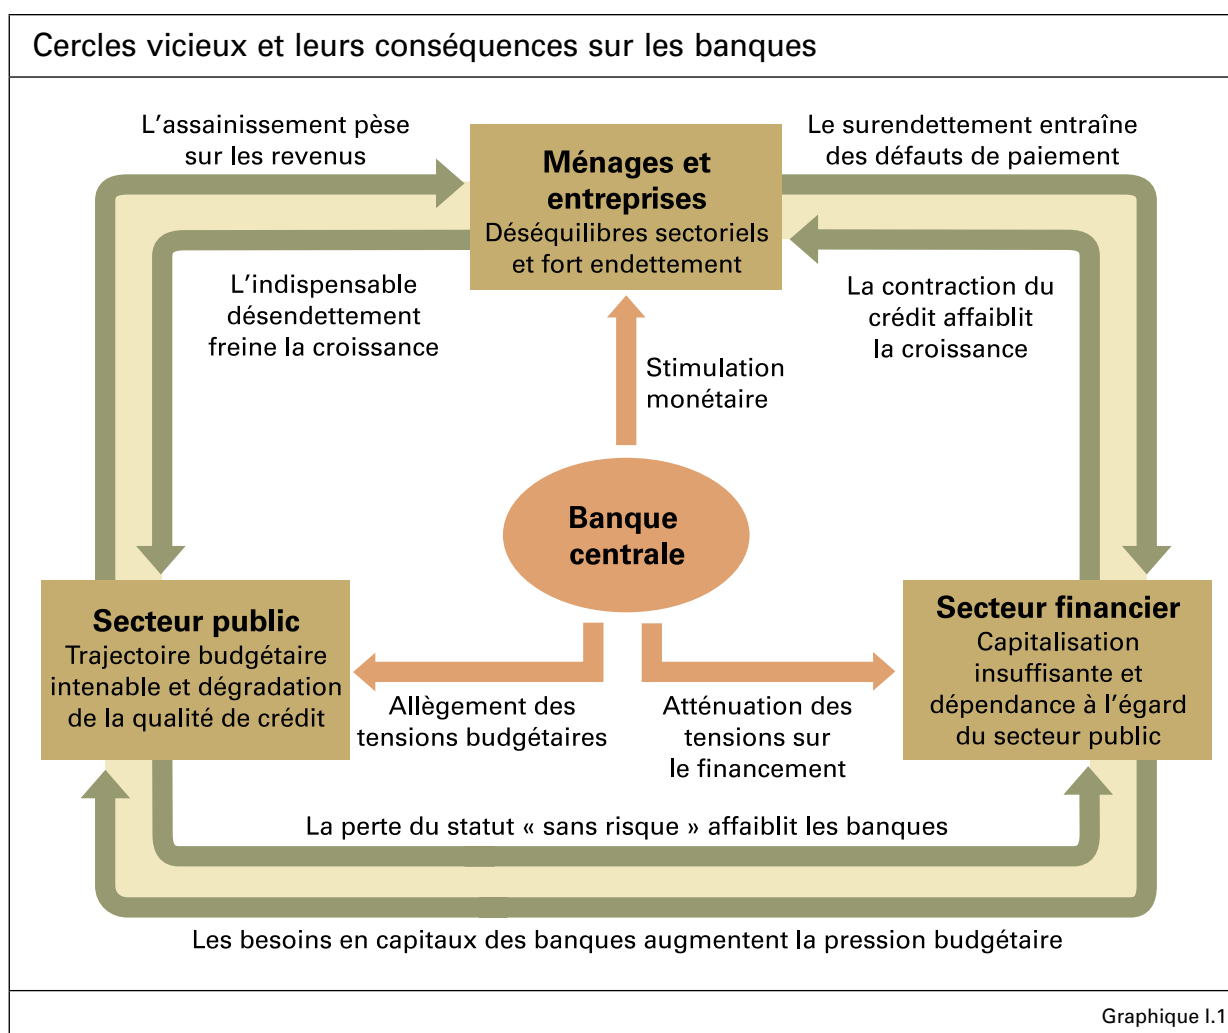 Cercles vicieux et leurs conséquences sur les banques
L'assainissement pèse
sur les revenus
Ménages et
entreprises
Déséquilibres sectoriels
et fort endettement
Le surendettement entraîne
des défauts de paiement
L'indispensable
désendettement
freine la croissance
La contraction du
crédit affaiblit
la croissance
Stimulation
monétaire
Banque
centrale
Secteur public
Trajectoire budgétaire
intenable et dégradation
de la qualité de crédit
Secteur financier
Capitalisation
insuffisante et
dépendance à l'égard
du secteur public
Allègement des
tensions budgétaires
Atténuation des
tensions sur
le financement
La perte du statut « sans risque » affaiblit les banques
Les besoins en capitaux des banques augmentent la pression budgétaire
Graphique I.1